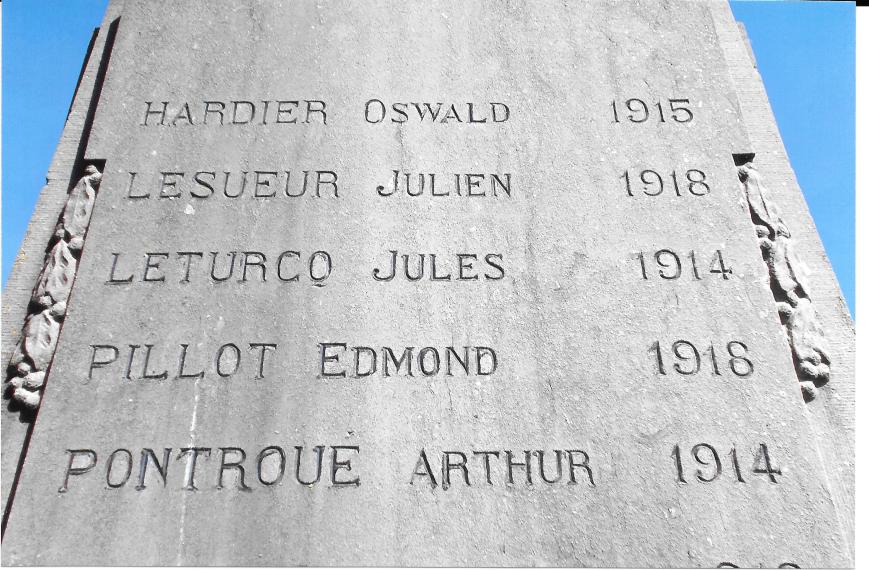 HARDIER OSWALD 1915
LESUEUR JULIEN 1918
LETURCQ JULES 1914
PILLOT EDMOND 1918
PONTROUÉ ARTHUR 1914